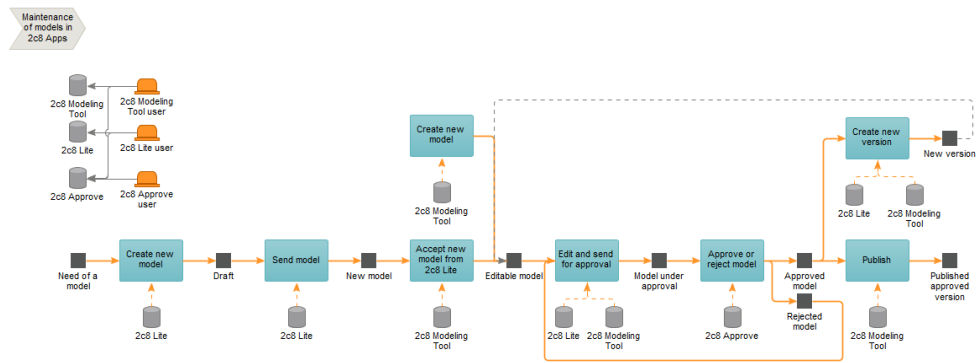 Maintenance
of models in
2c8 Apps
2c8 Modeling
Tool
2c8 Modeling
Tool user
2c8 Lite
2c8 Lite user
2c8 Approve
2c8 Approve
user
Create new
model
2c8 Modeling
Tool
Create new
version
New version
2c8 Lite
2c8 Modeling
Tool
Need of a
model
Create new
model
Draft
Send model
New model
Accept new
model from
2c8 Lite
Editable model
Edit and send
for approval
Model under
approval
Approve or
reject model
Approved
model
Rejected
model
Publish
Published
approved
version
2c8 Lite
2c8 Lite
2c8 Modeling
Tool
2c8 Lite
2c8 Modeling
Tool
2c8 Approve
2c8 Modeling
Tool